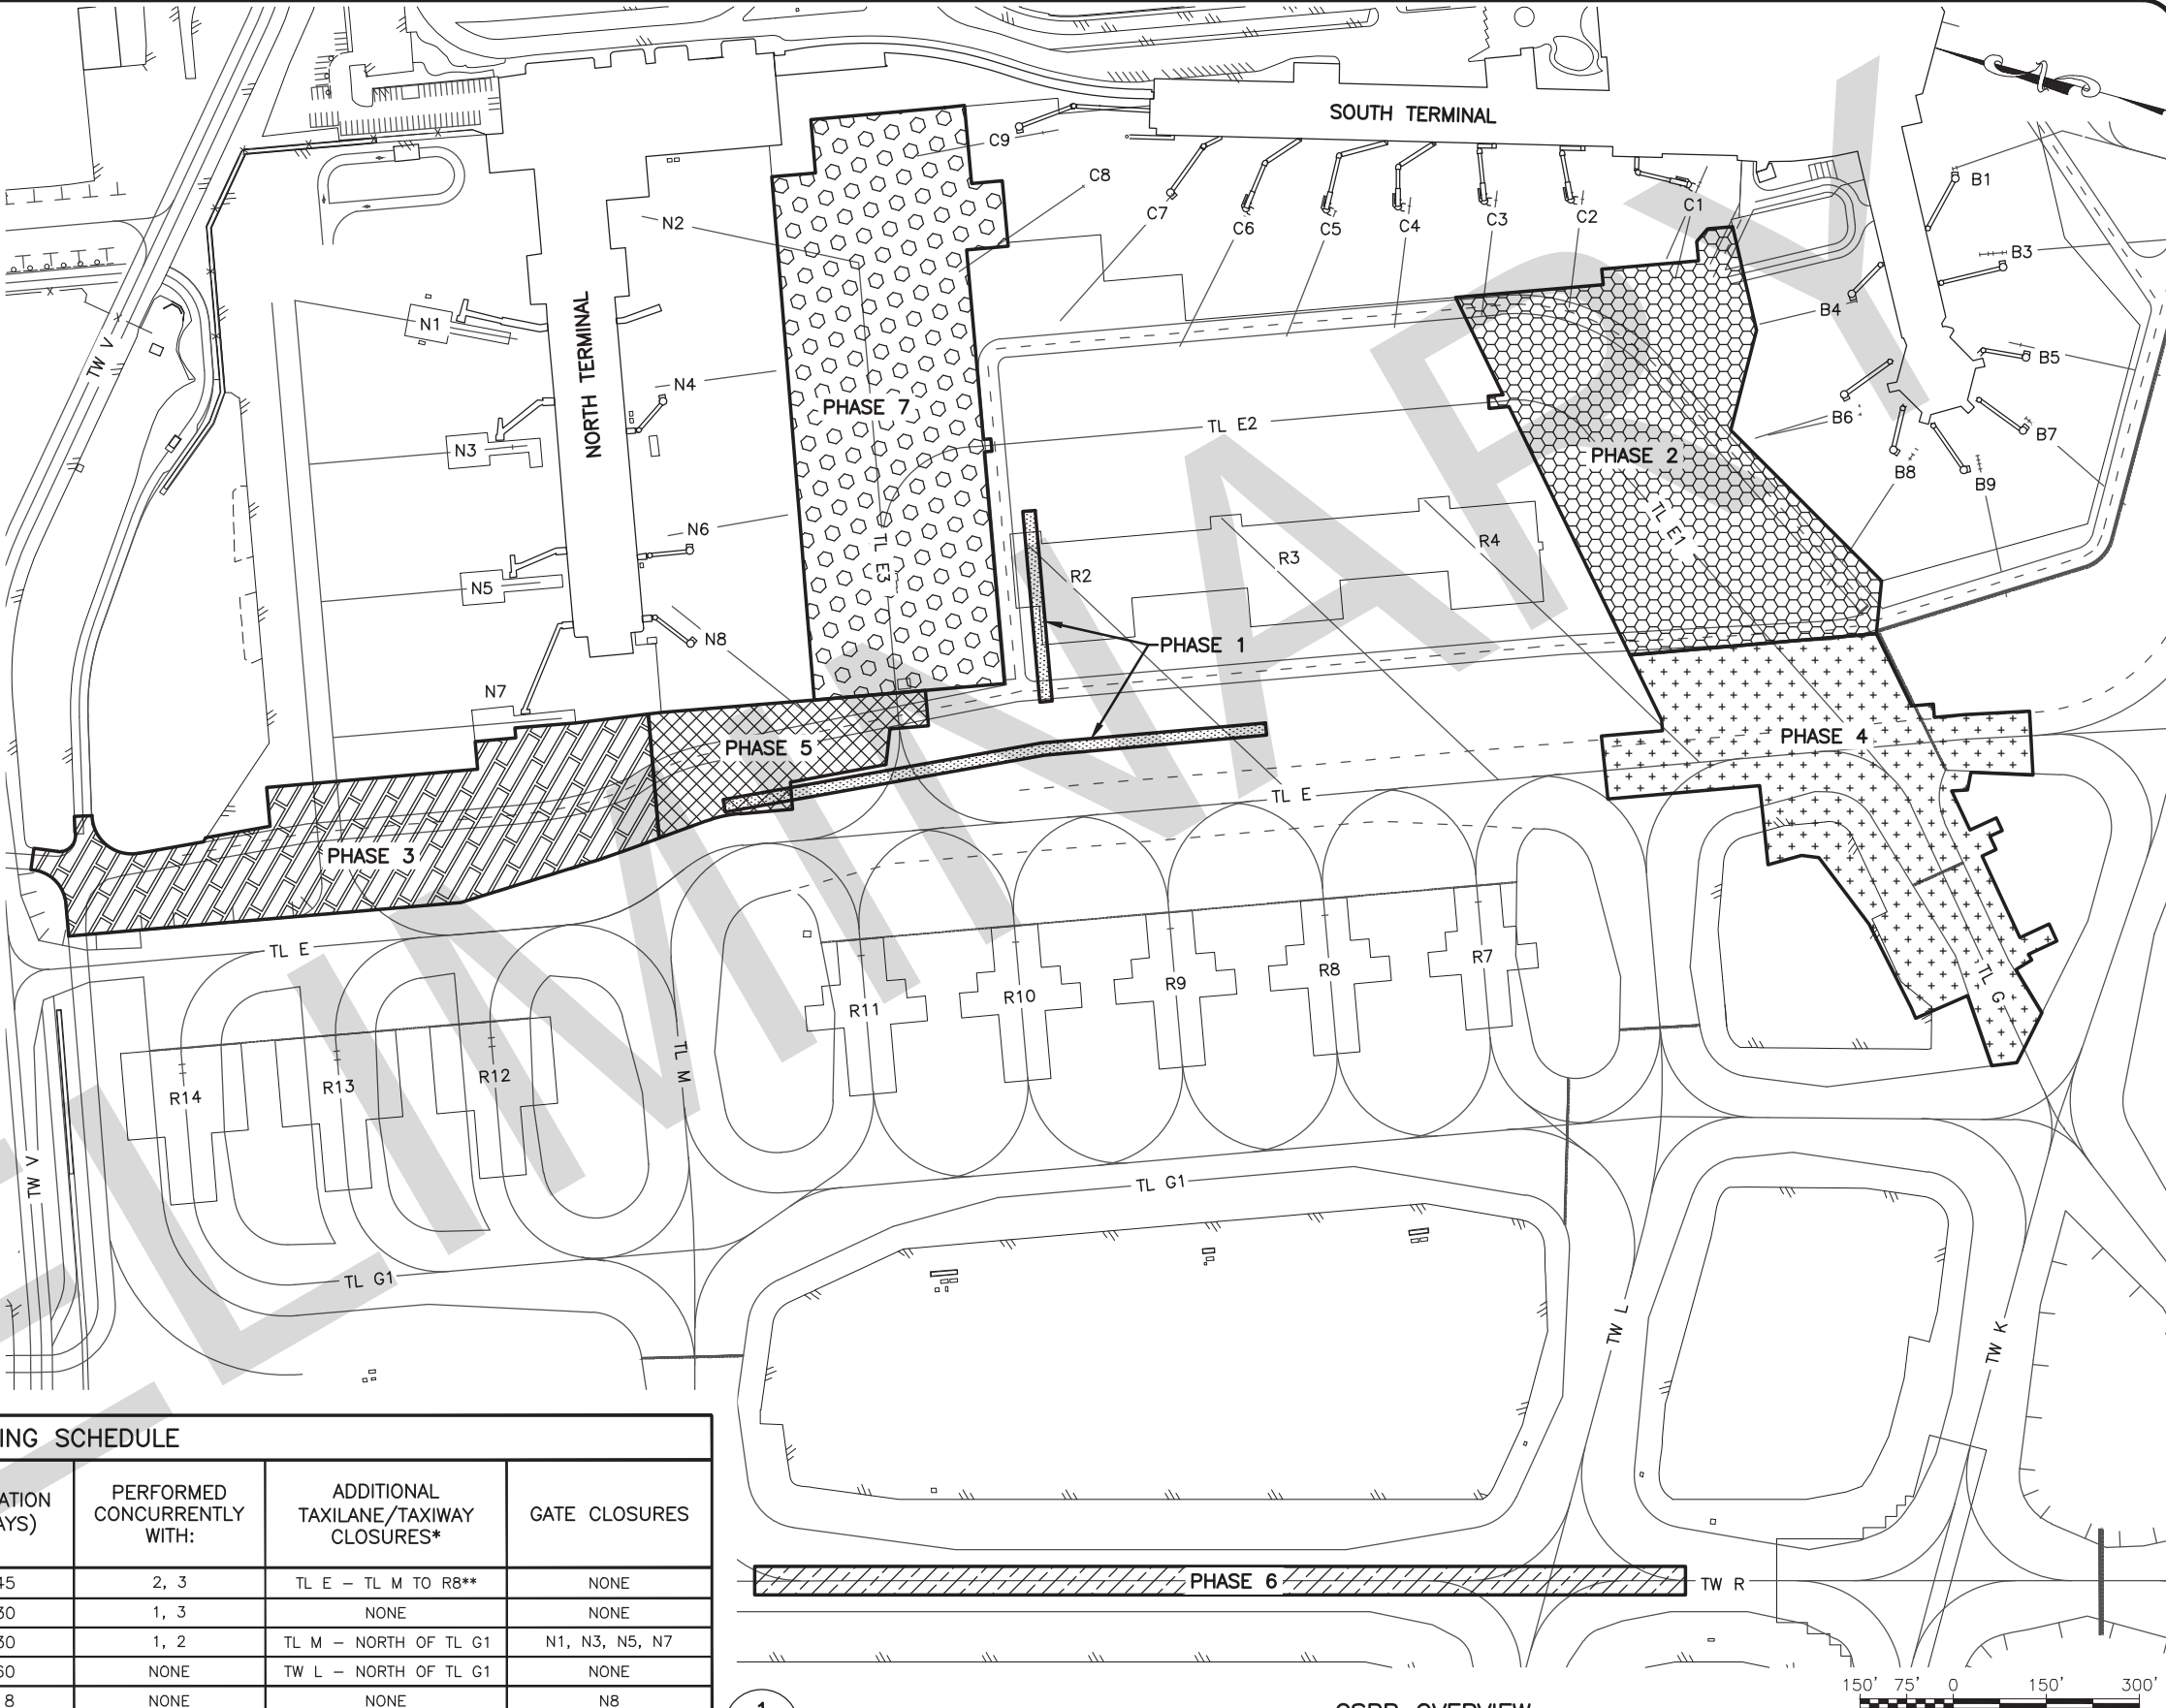 SOUTH TERMINAL
C9
C8
C7
C6
C5
C4
C3
C2
C1
B1
B3
B4
B5
B6
B7
B8
B9
TW V
N2
N1
NORTH TERMINAL
N4
N3
PHASE 7
TL E2
PHASE 2
TL E1
N6
TL E3
N5
R2
R3
R4
N8
PHASE 1
N7
PHASE 5
PHASE 4
PHASE 3
TL E
TL E
TL G
R14
R13
R12
R11
R10
R9
R8
R7
TL M
TW V
TL G1
TL G1
TW L
TW K
PHASE 6
TW R
ING SCHEDULE
ATION
AYS)
PERFORMED
CONCURRENTLY
WITH:
ADDITIONAL
TAXILANE/TAXIWAY
CLOSURES*
GATE CLOSURES
45 2, 3 TL E – TL M TO R8** NONE
30 1, 3 NONE NONE
30 1, 2 TL M – NORTH OF TL G1 N1, N3, N5, N7
60 NONE TW L – NORTH OF TL G1 NONE
8 NONE NONE N8
1
CSPP OVERVIEW
150' 75' 0 150' 300'